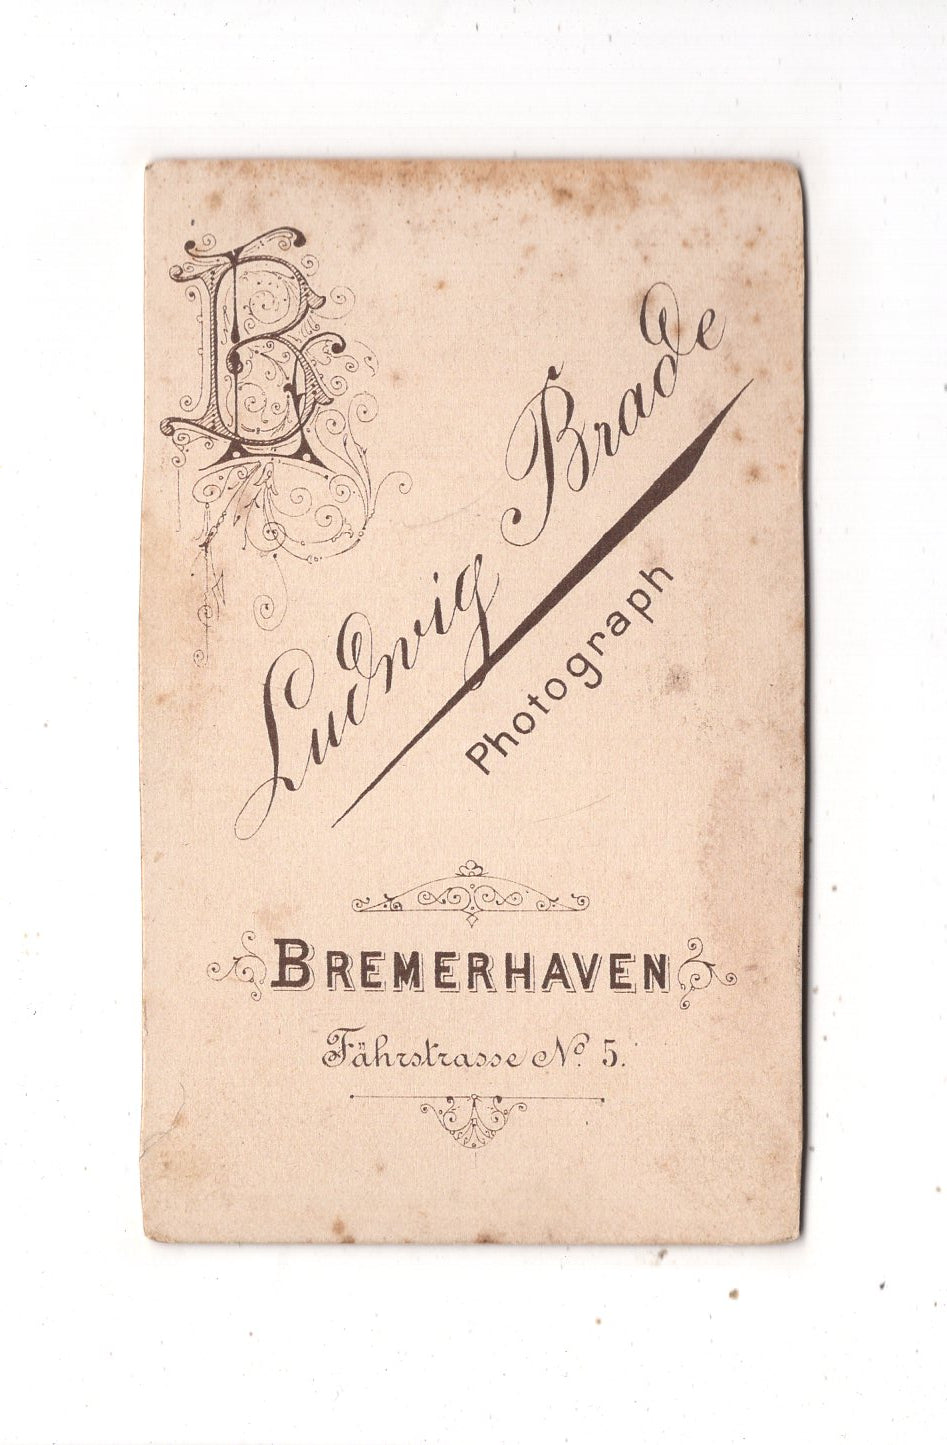 LB
Ludwig Brade
Photograph
BREMERHAVEN
Fährstrasse No. 5.